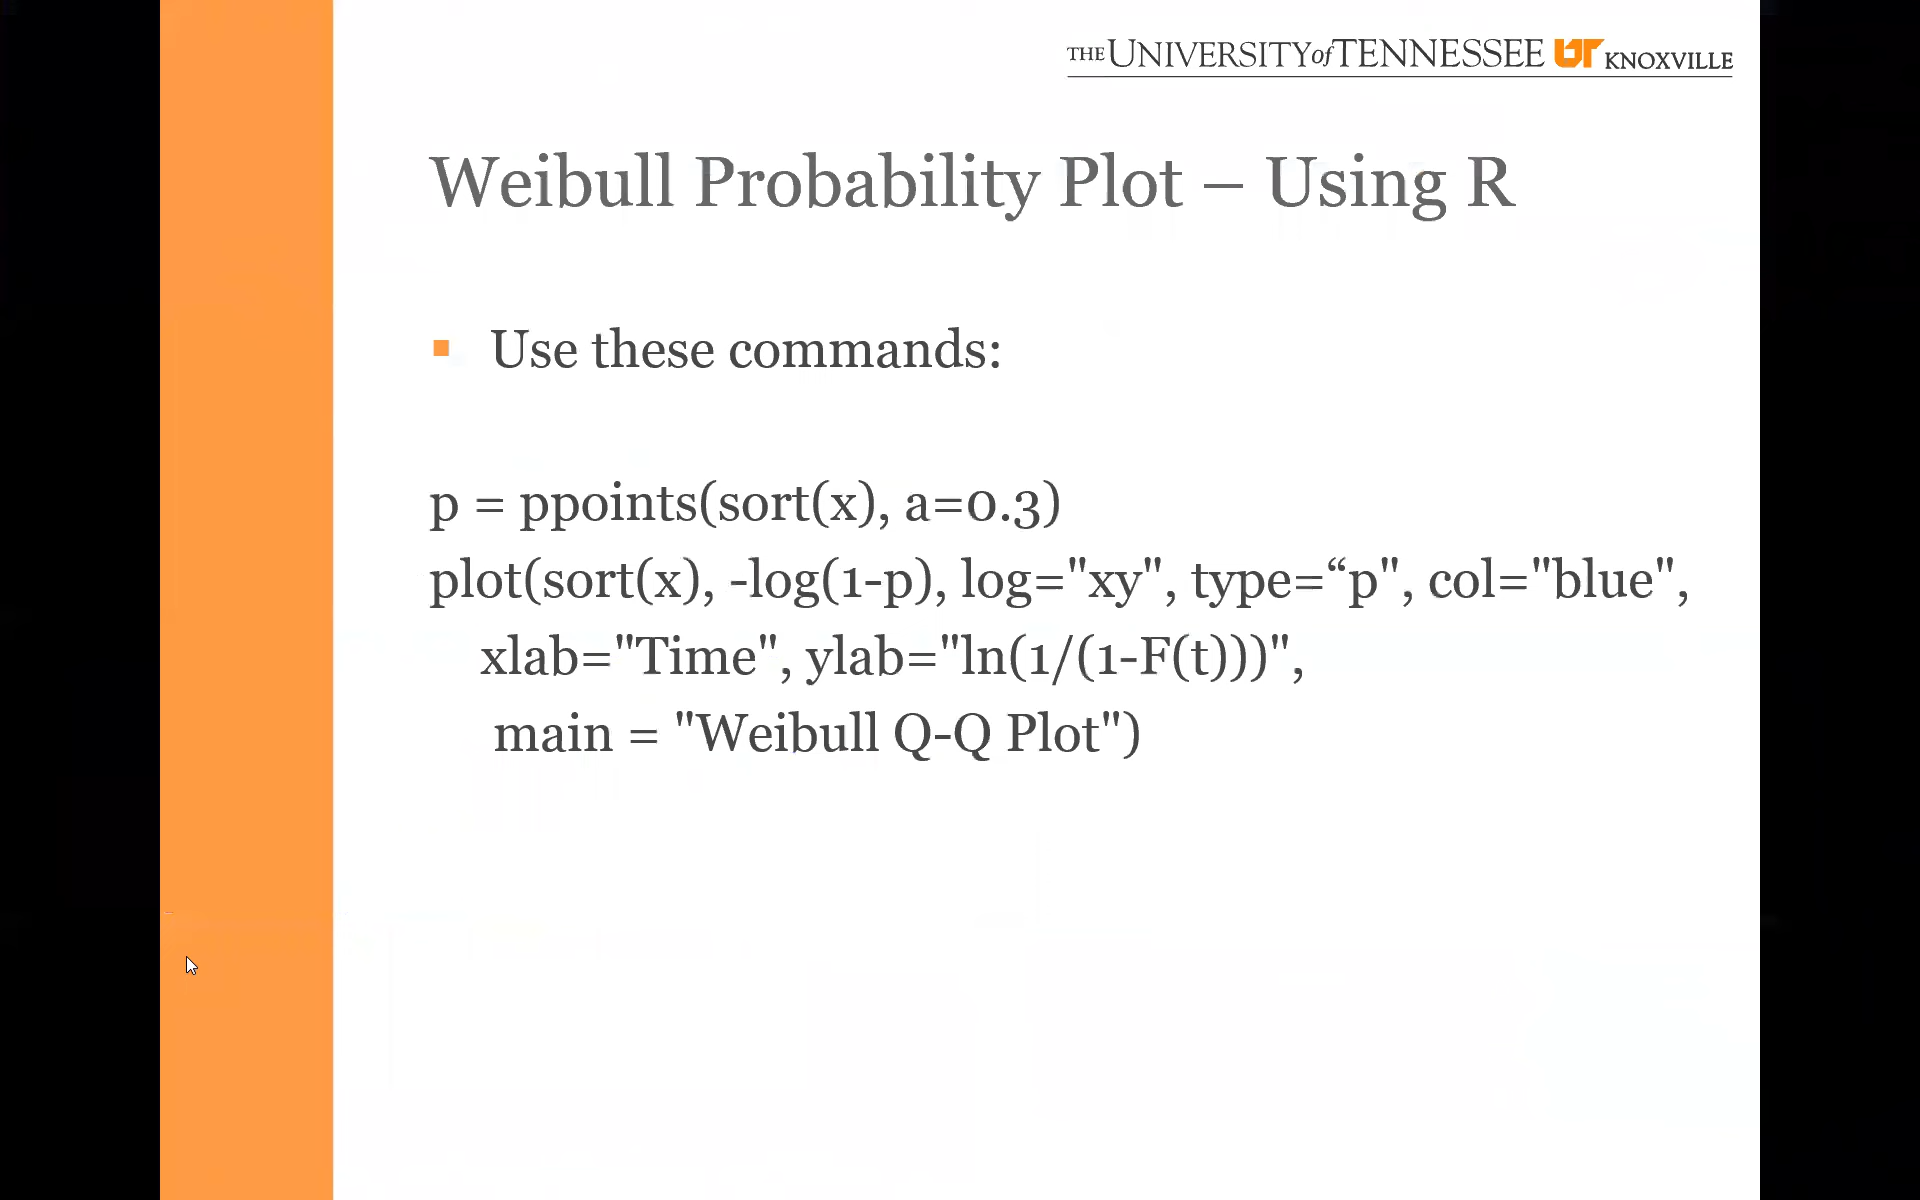 THE UNIVERSITY of TENNESSEE UT KNOXVILLE
Weibull Probability Plot – Using R
Use these commands:
p = ppoints(sort(x), a=0.3)
plot(sort(x), -log(1-p), log="xy", type=“p", col="blue",
xlab="Time", ylab="ln(1/(1-F(t)))",
main = "Weibull Q-Q Plot")